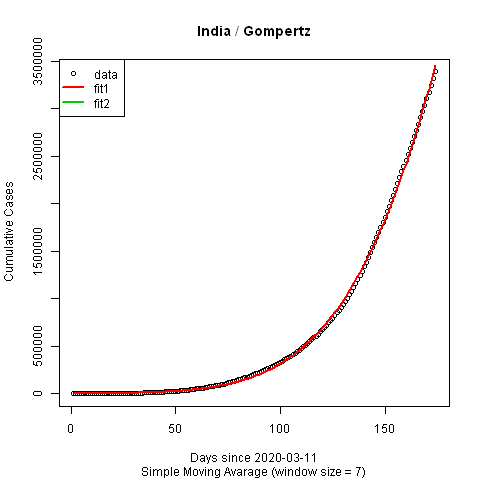 India / Gompertz
data
fit1
fit2
Cumulative Cases
3500000
2500000
1500000
500000
0
0 50 100 150
Days since 2020-03-11
Simple Moving Avarage (window size = 7)